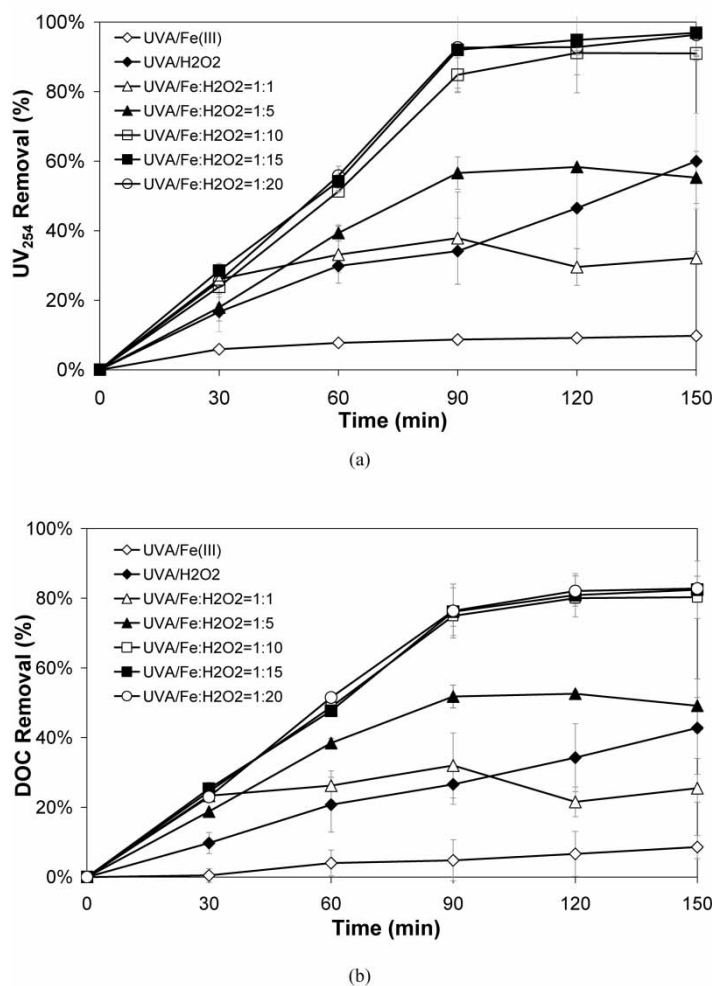 (a)
100%
80%
60%
40%
20%
0%
UV254 Removal (%)
UVA/Fe(III)
UVA/H2O2
UVA/Fe:H2O2=1:1
UVA/Fe:H2O2=1:5
UVA/Fe:H2O2=1:10
UVA/Fe:H2O2=1:15
UVA/Fe:H2O2=1:20
0 30 60 90 120 150
Time (min)
(a)
100%
80%
60%
40%
20%
0%
DOC Removal (%)
UVA/Fe(III)
UVA/H2O2
UVA/Fe:H2O2=1:1
UVA/Fe:H2O2=1:5
UVA/Fe:H2O2=1:10
UVA/Fe:H2O2=1:15
UVA/Fe:H2O2=1:20
0 30 60 90 120 150
Time (min)
(b)